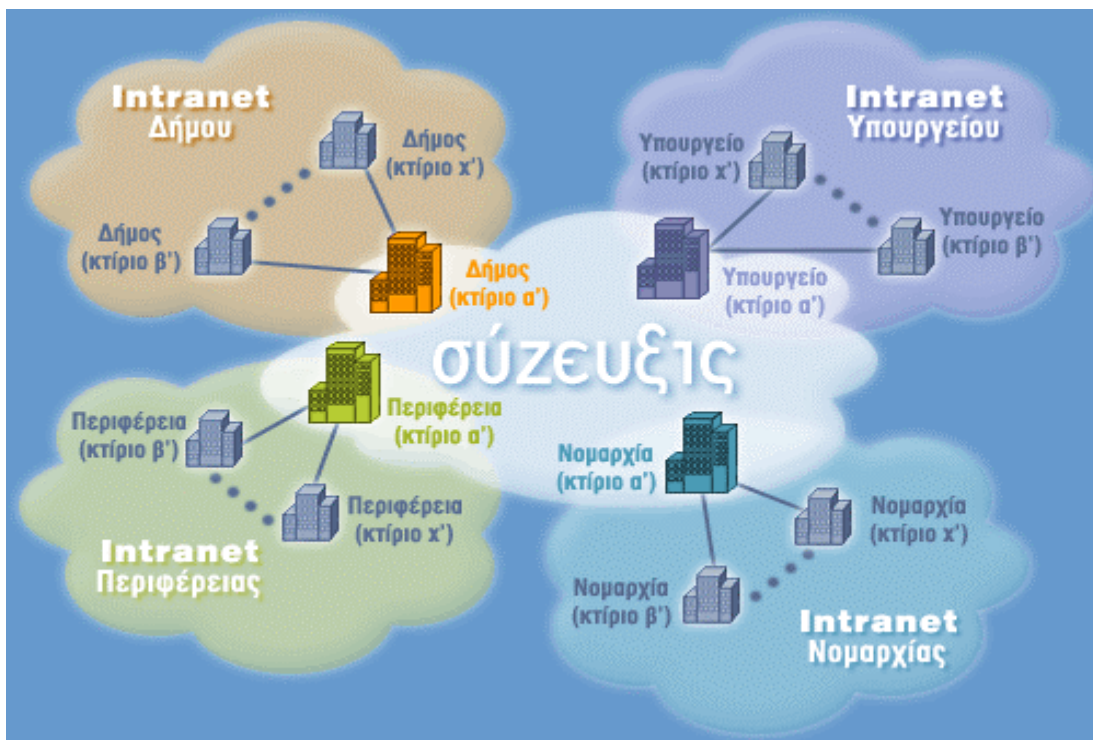 Intranet
Δήμου
Δήμος
(κτίριο χ')
Δήμος
(κτίριο β')
Δήμος
(κτίριο α')
Intranet
Υπουργείου
Υπουργείο
(κτίριο χ')
Υπουργείο
(κτίριο β')
Υπουργείο
(κτίριο α')
σύζευξις
Περιφέρεια
(κτίριο β')
Περιφέρεια
(κτίριο α')
Περιφέρεια
(κτίριο χ')
Intranet
Περιφέρειας
Νομαρχία
(κτίριο α')
Νομαρχία
(κτίριο χ')
Νομαρχία
(κτίριο β')
Intranet
Νομαρχίας